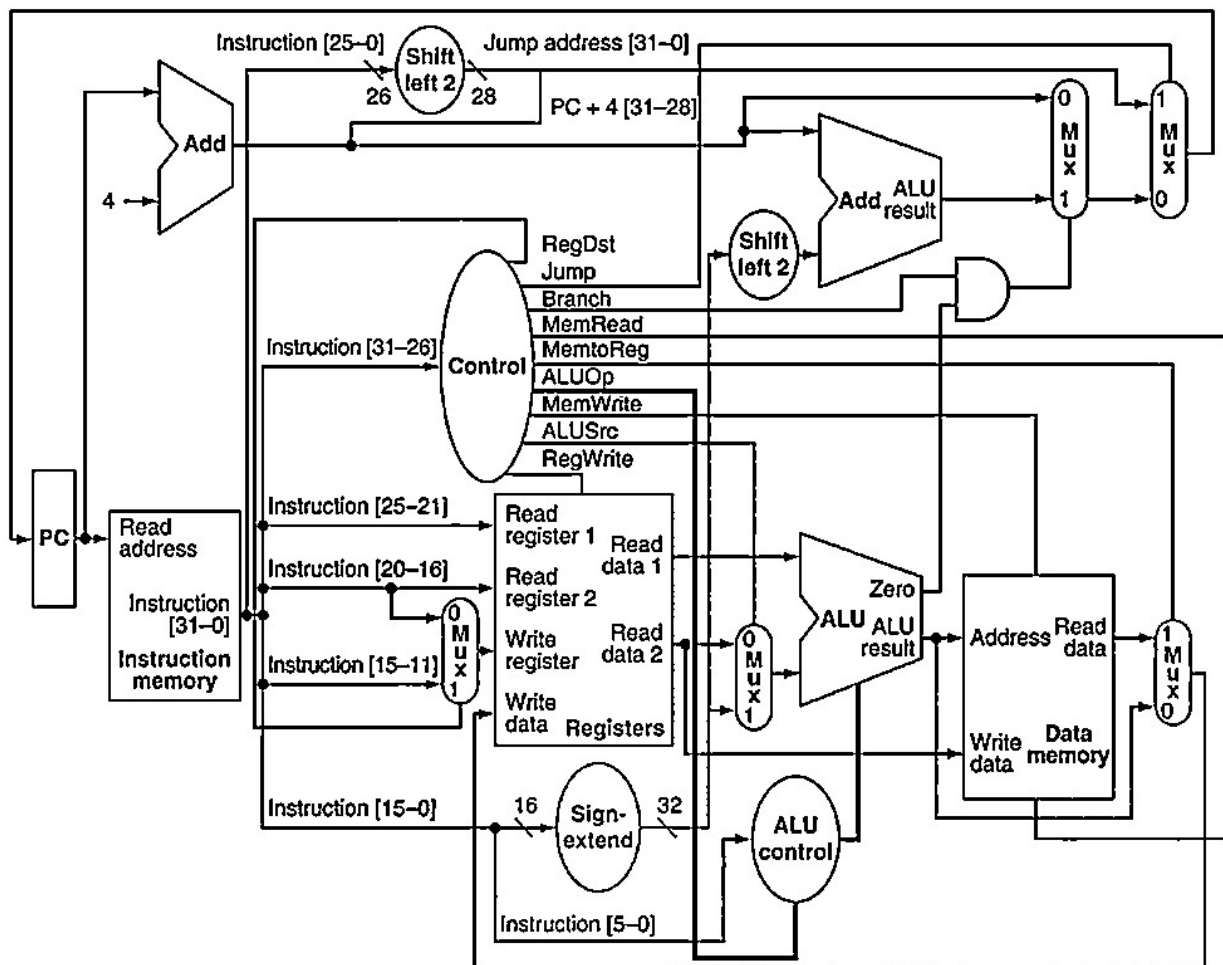 Instruction [25–0]
Shift
left 2
Jump address [31–0]
26
28
PC + 4 [31–28]
Add
4
0
Mux
1
1
Mux
0
Add
ALU
result
Shift
left 2
RegDst
Jump
Branch
MemRead
MemtoReg
ALUOp
MemWrite
ALUSrc
RegWrite
Instruction [31–26]
Control
PC
Read
address
Instruction
[31–0]
Instruction
memory
Instruction [25–21]
Instruction [20–16]
Instruction [15–11]
0
Mux
1
Read
register 1
Read
register 2
Write
register
Write
data
Read
data 1
Read
data 2
Registers
0
Mux
1
Zero
ALU
ALU
result
Address
Read
data
Write
data
Data
memory
1
Mux
0
Instruction [15–0]
16
Sign-
extend
32
ALU
control
Instruction [5–0]